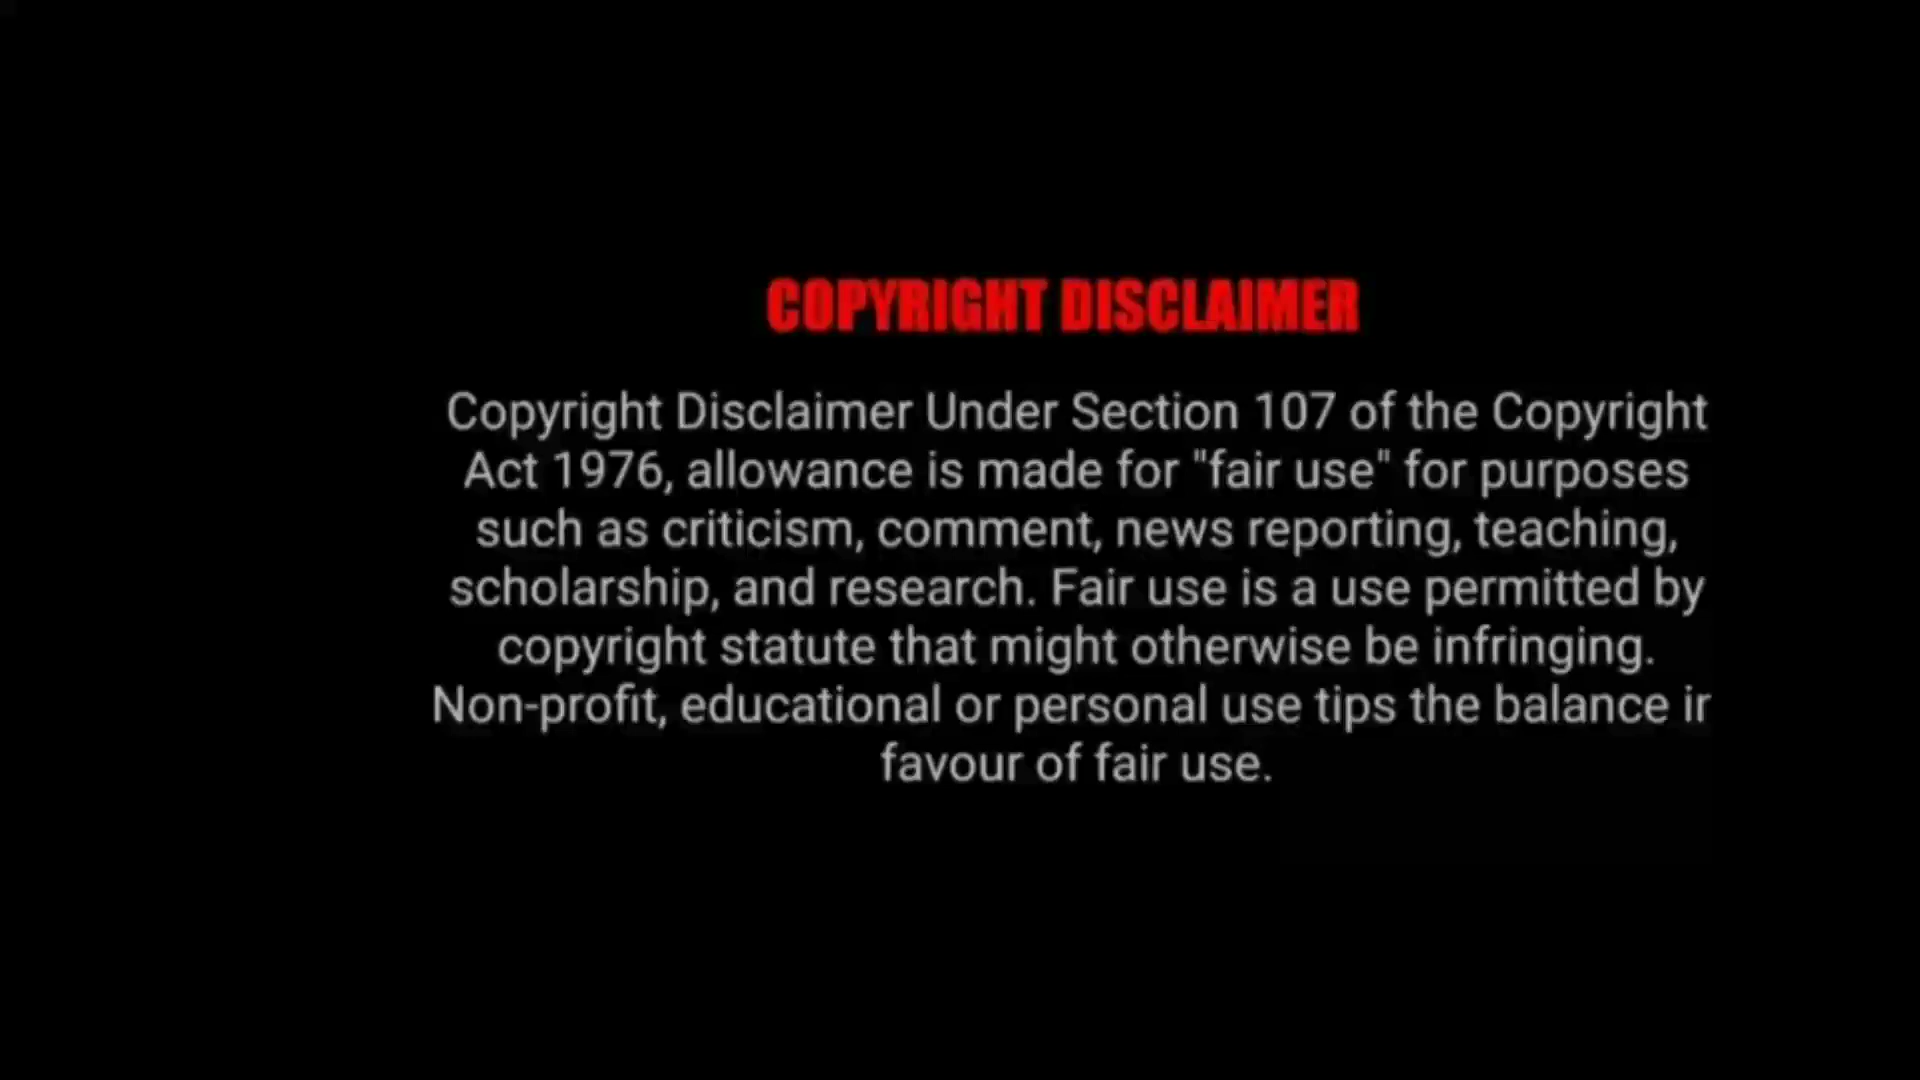 COPYRIGHT DISCLAIMER
Copyright Disclaimer Under Section 107 of the Copyright
Act 1976, allowance is made for "fair use" for purposes
such as criticism, comment, news reporting, teaching,
scholarship, and research. Fair use is a use permitted by
copyright statute that might otherwise be infringing.
Non-profit, educational or personal use tips the balance ir
favour of fair use.